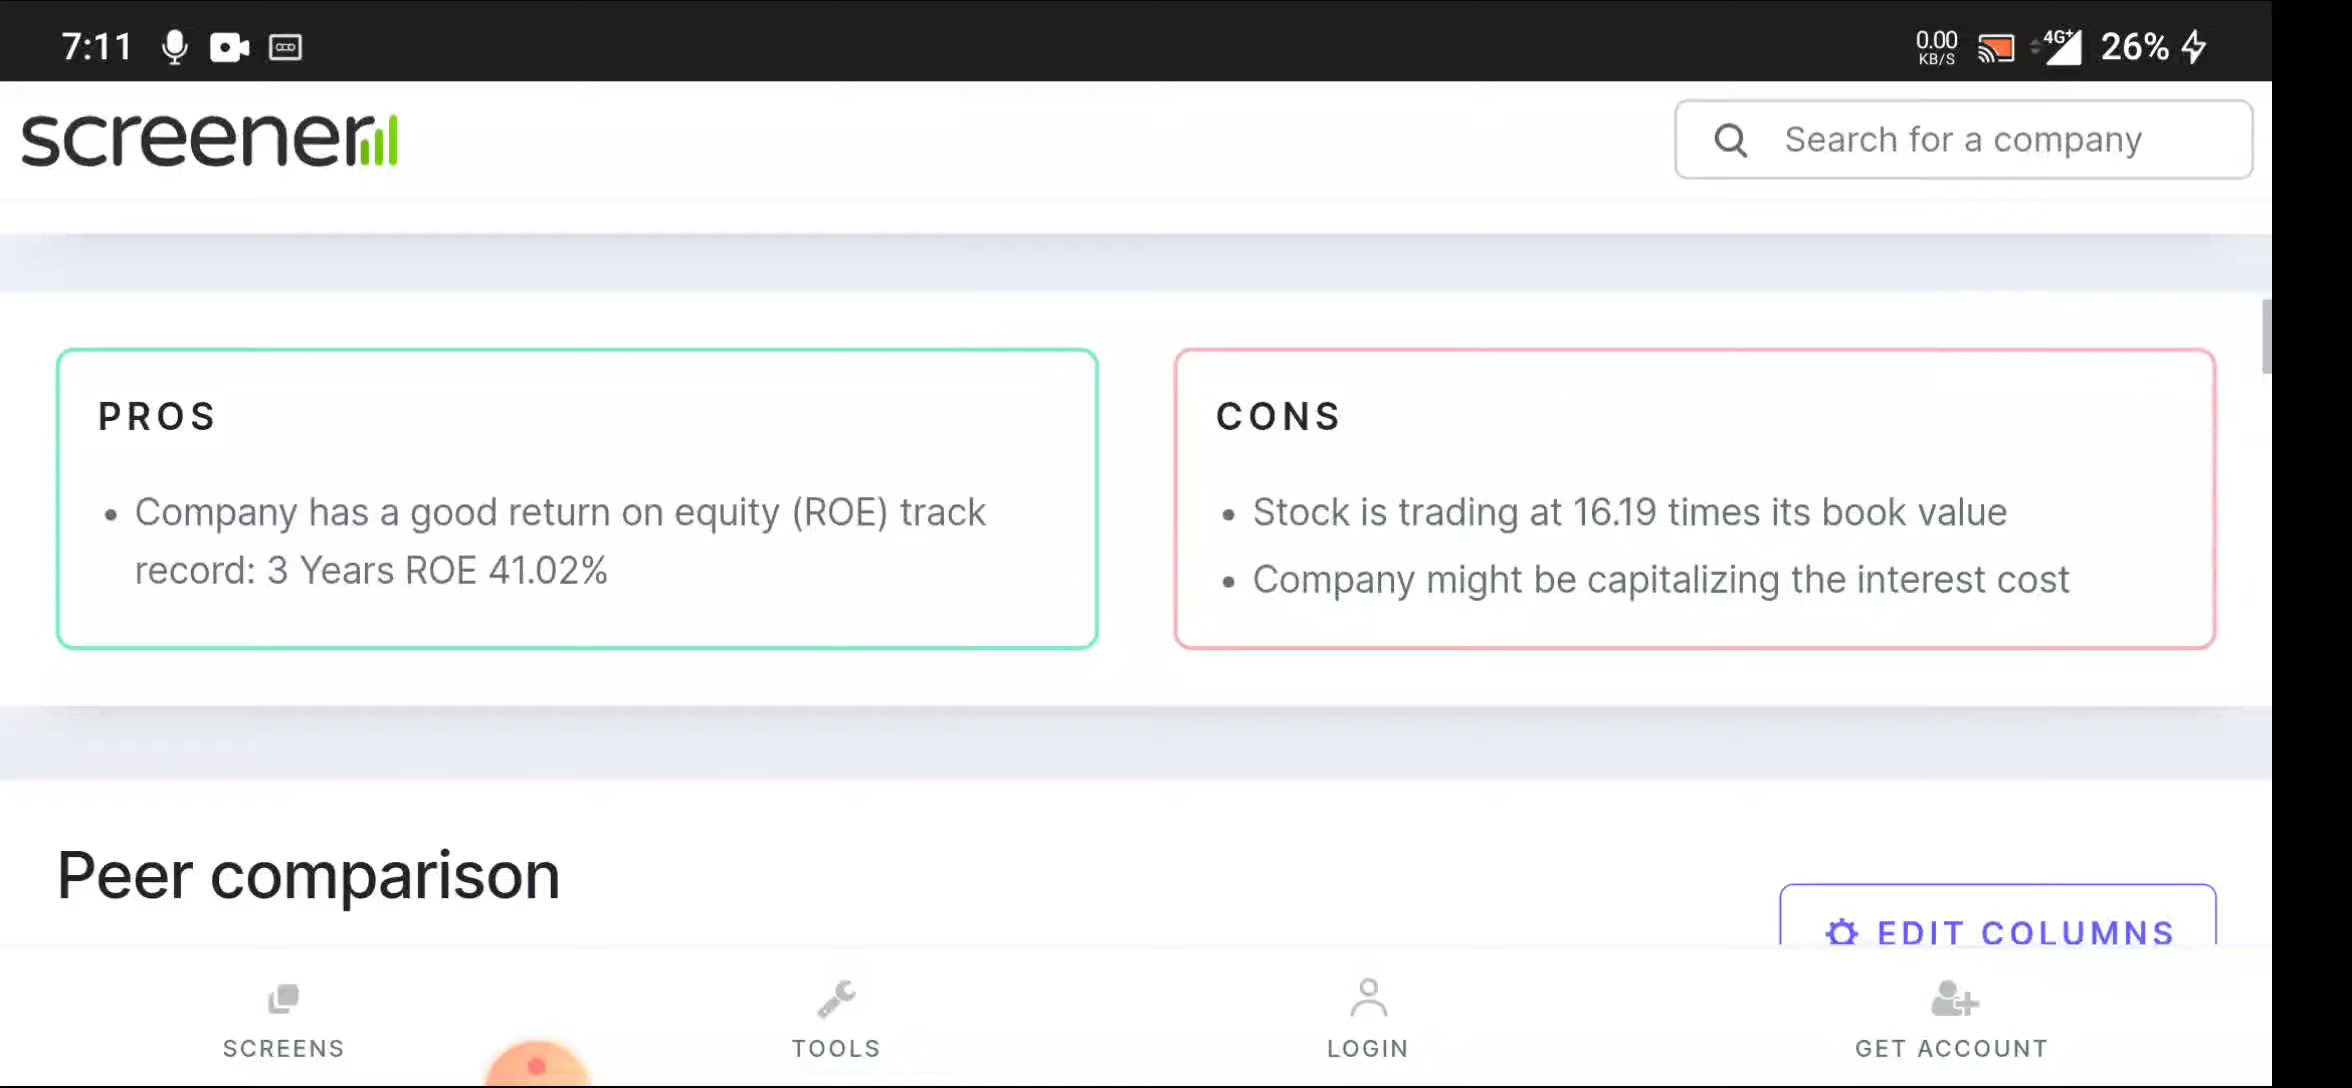 7:11
0.00
KB/S
4G+
26%
screener
Search for a company
PROS
• Company has a good return on equity (ROE) track
record: 3 Years ROE 41.02%
CONS
• Stock is trading at 16.19 times its book value
• Company might be capitalizing the interest cost
Peer comparison
EDIT COLUMNS
SCREENS
TOOLS
LOGIN
GET ACCOUNT